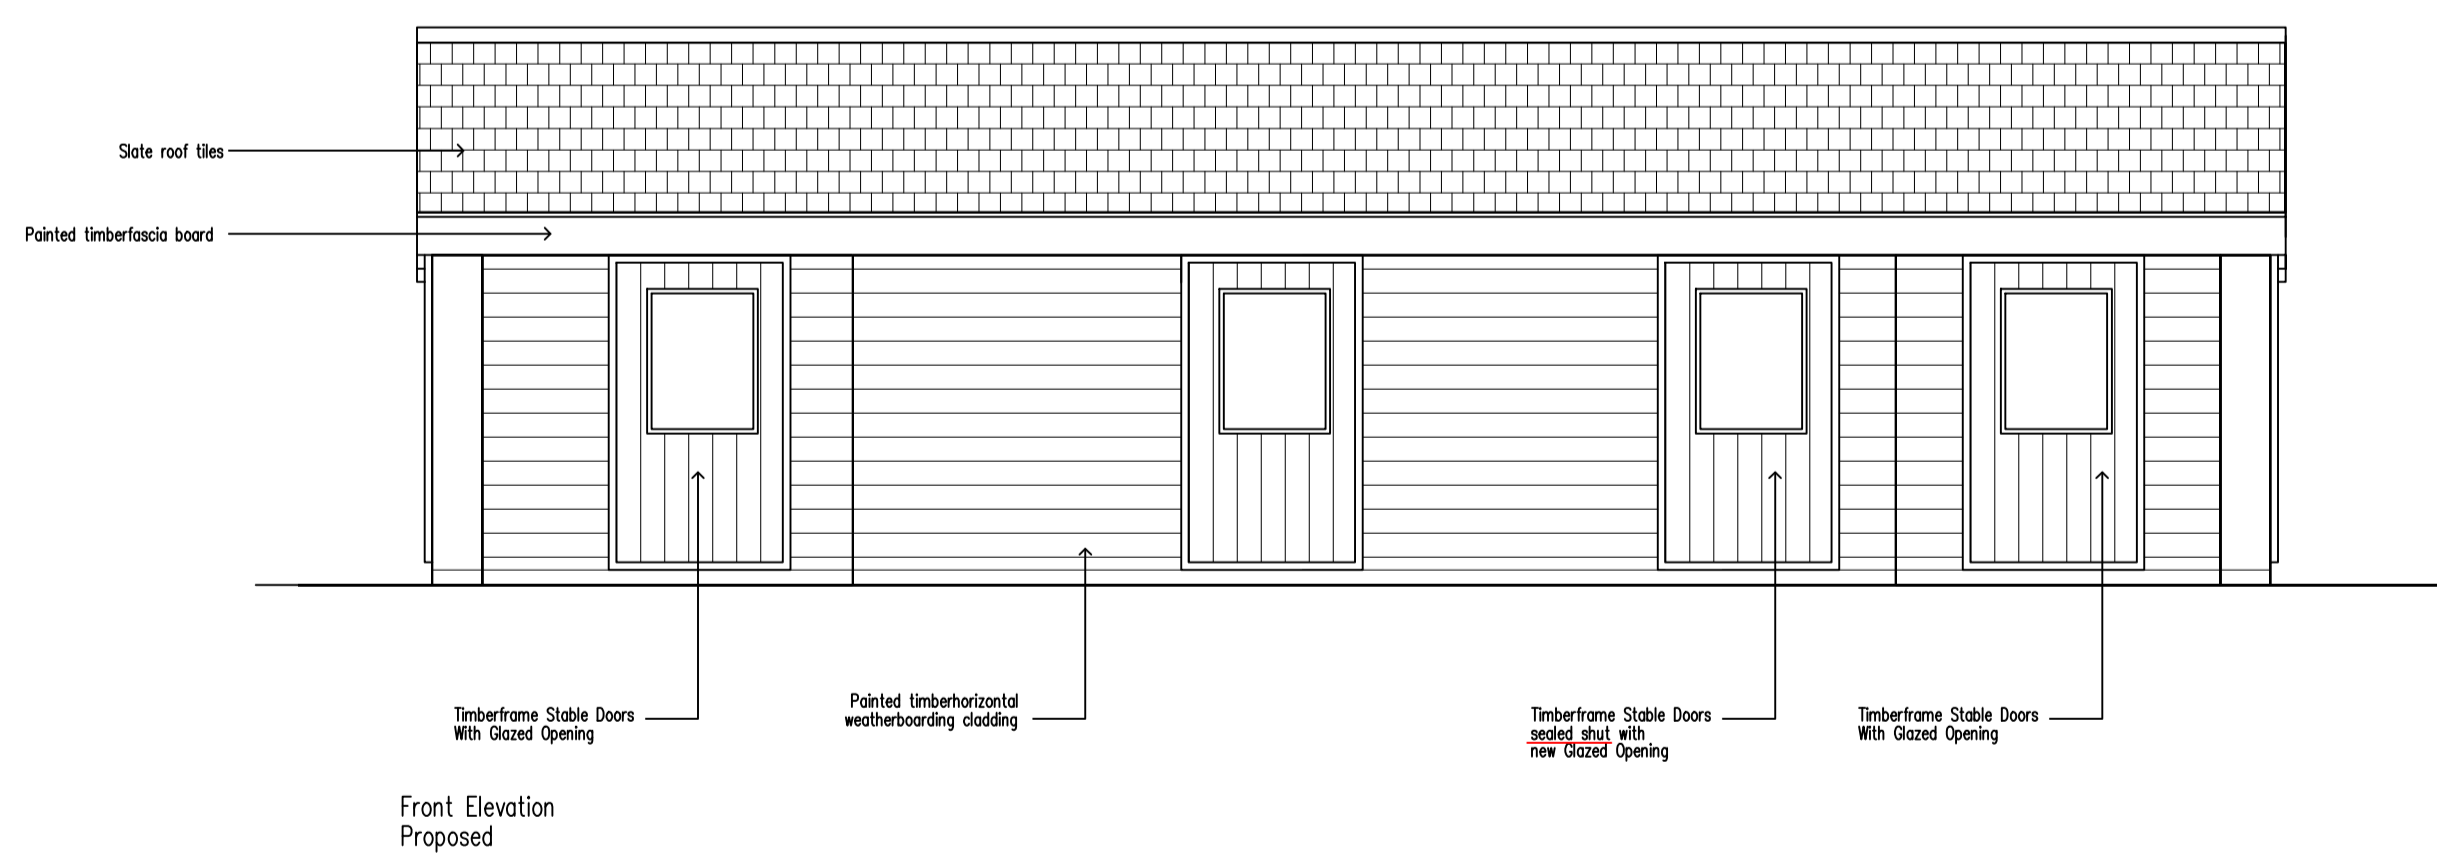 Slate roof tiles
Painted timberfascia board
Timberframe Stable Doors
With Glazed Opening
Painted timberhorizontal
weatherboarding cladding
Timberframe Stable Doors
sealed shut with
new Glazed Opening
Timberframe Stable Doors
With Glazed Opening
Front Elevation
Proposed